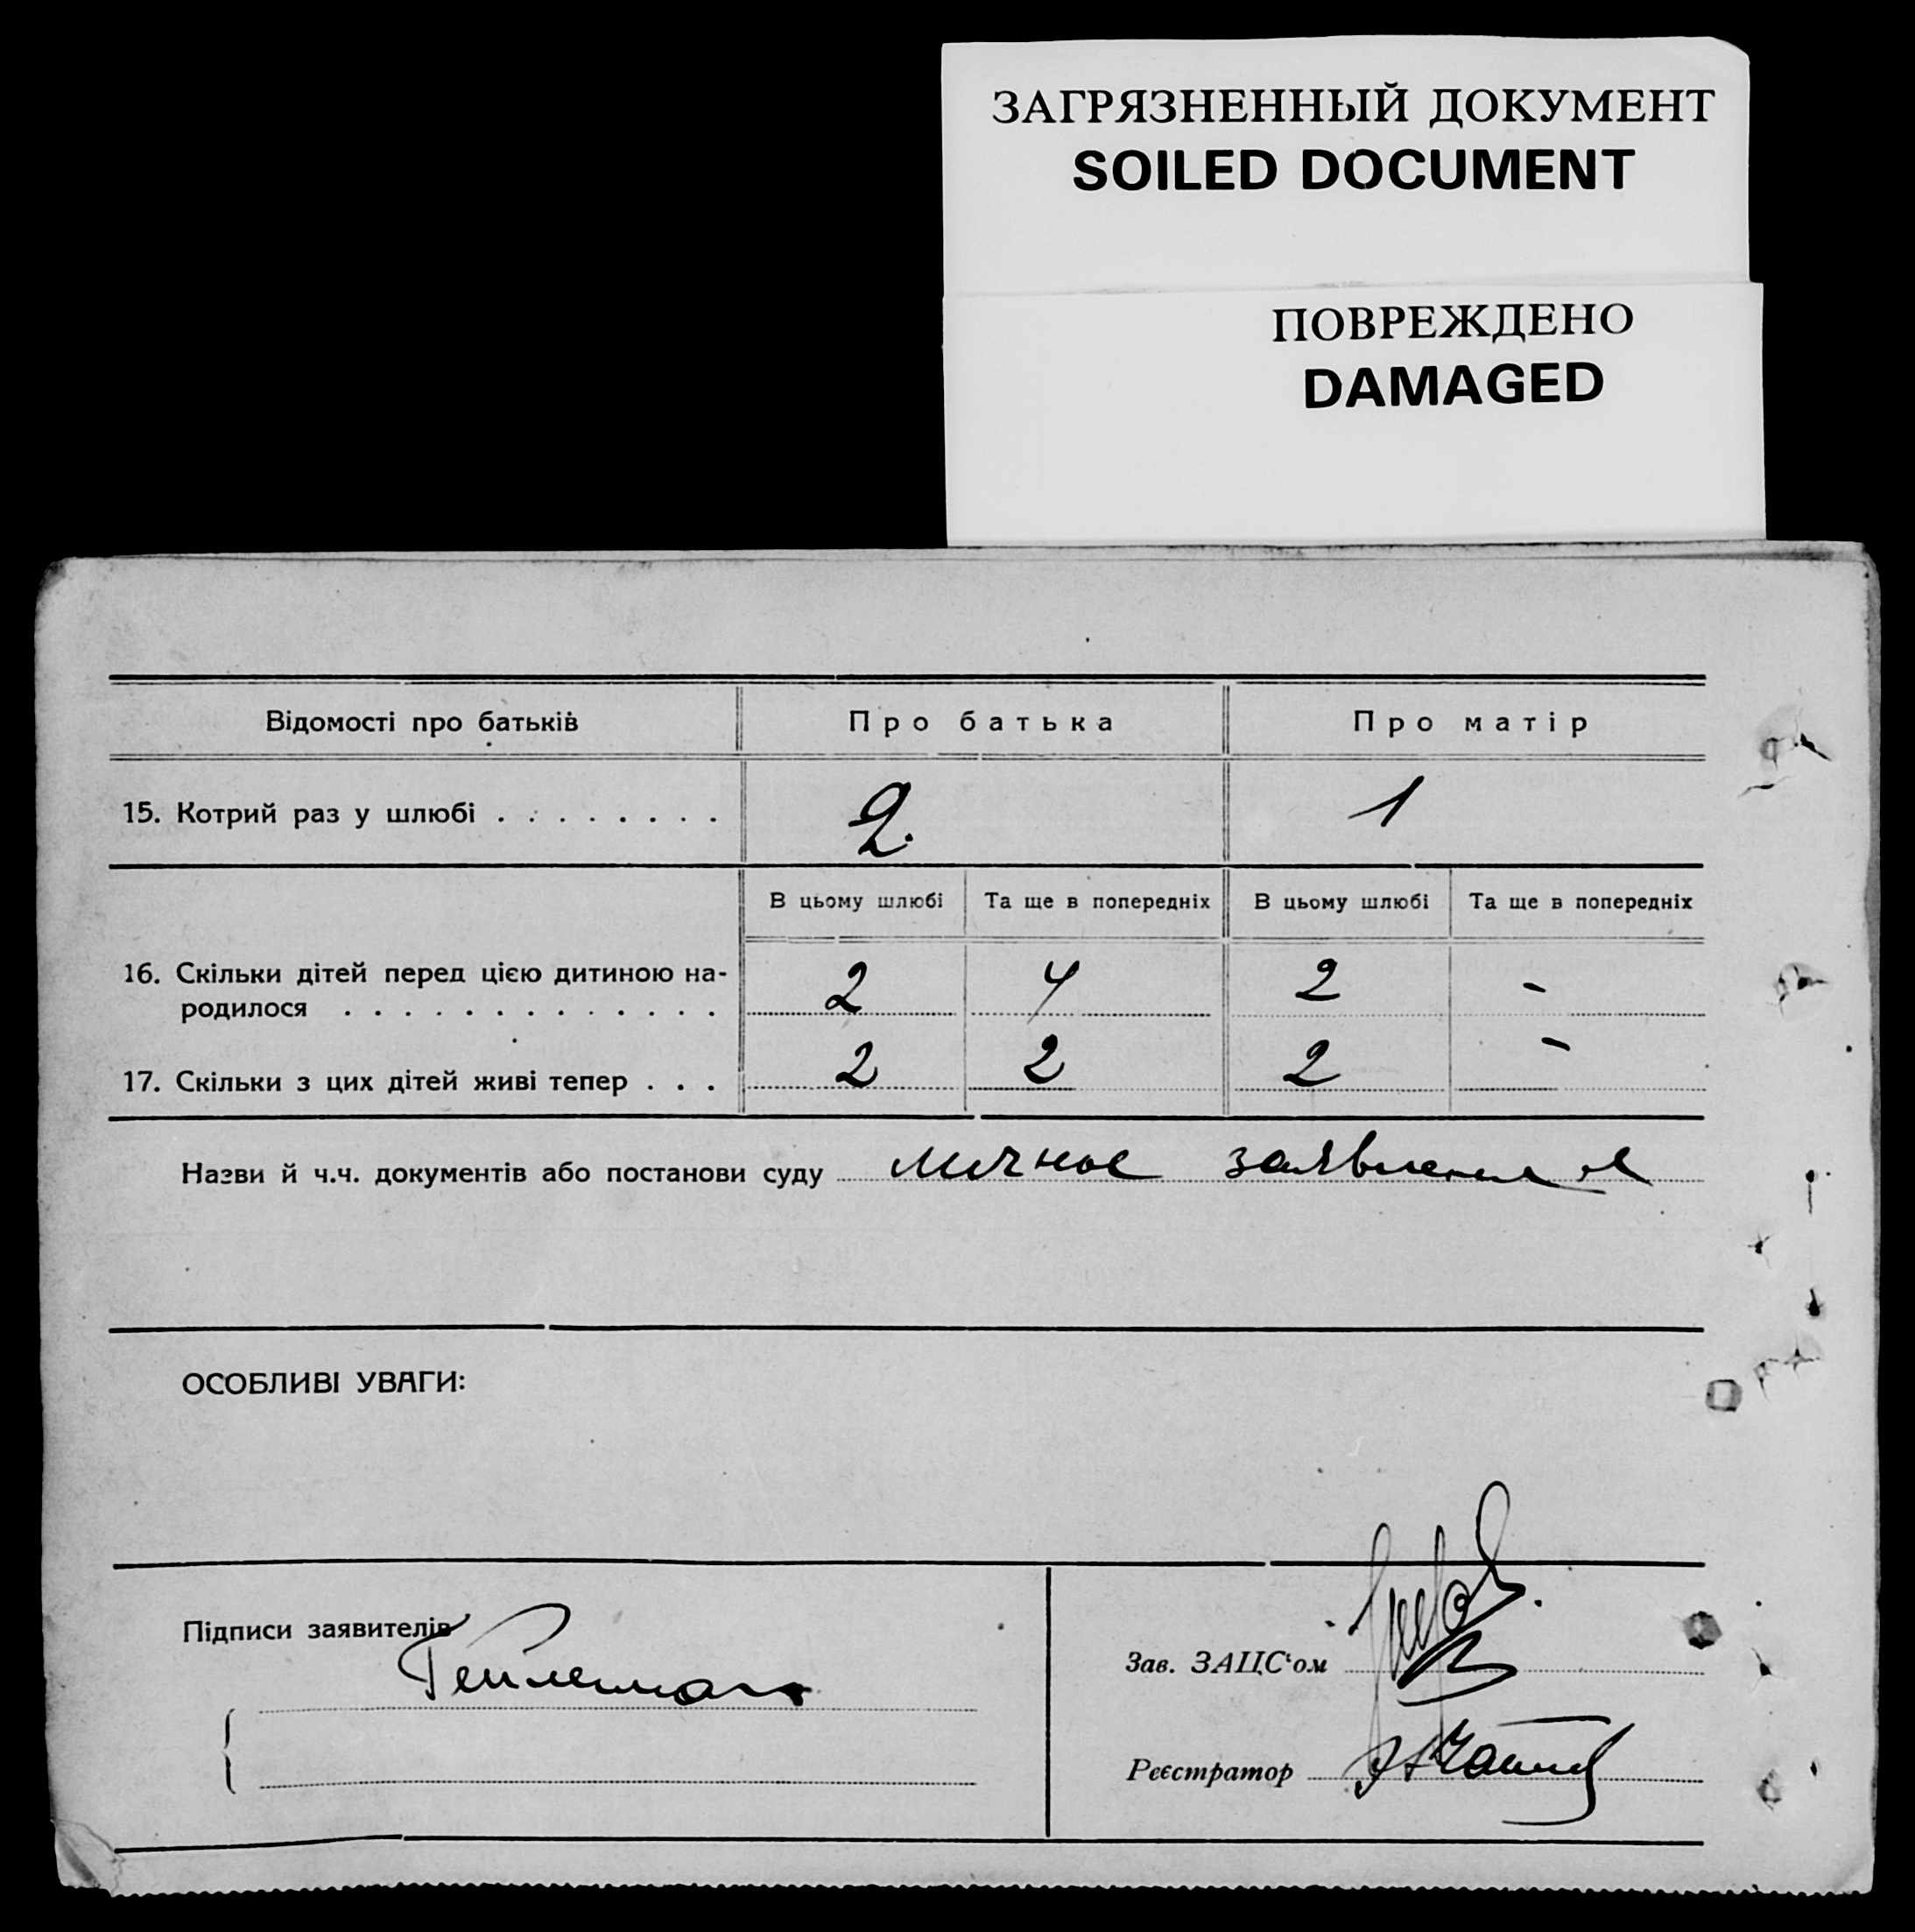 ЗАГРЯЗНЕННЫЙ ДОКУМЕНТ
SOILED DOCUMENT
ПОВРЕЖДЕНО
DAMAGED
Відомості про батьків Про батька Про матір
15. Котрий раз у шлюбі . . . . . . . . 2. 1
В цьому шлюбі Та ще в попередніх В цьому шлюбі Та ще в попередніх
16. Скільки дітей перед цією дитиною на-
родилося . . . . . . . . . . . . . 2 4 2 -
17. Скільки з цих дітей живі тепер . . . 2 2 2 -
Назви й ч.ч. документів або постанови суду личное заявление
ОСОБЛИВІ УВАГИ:
Підписи заявителів
Зав. ЗАЦС'ом
Реєстратор